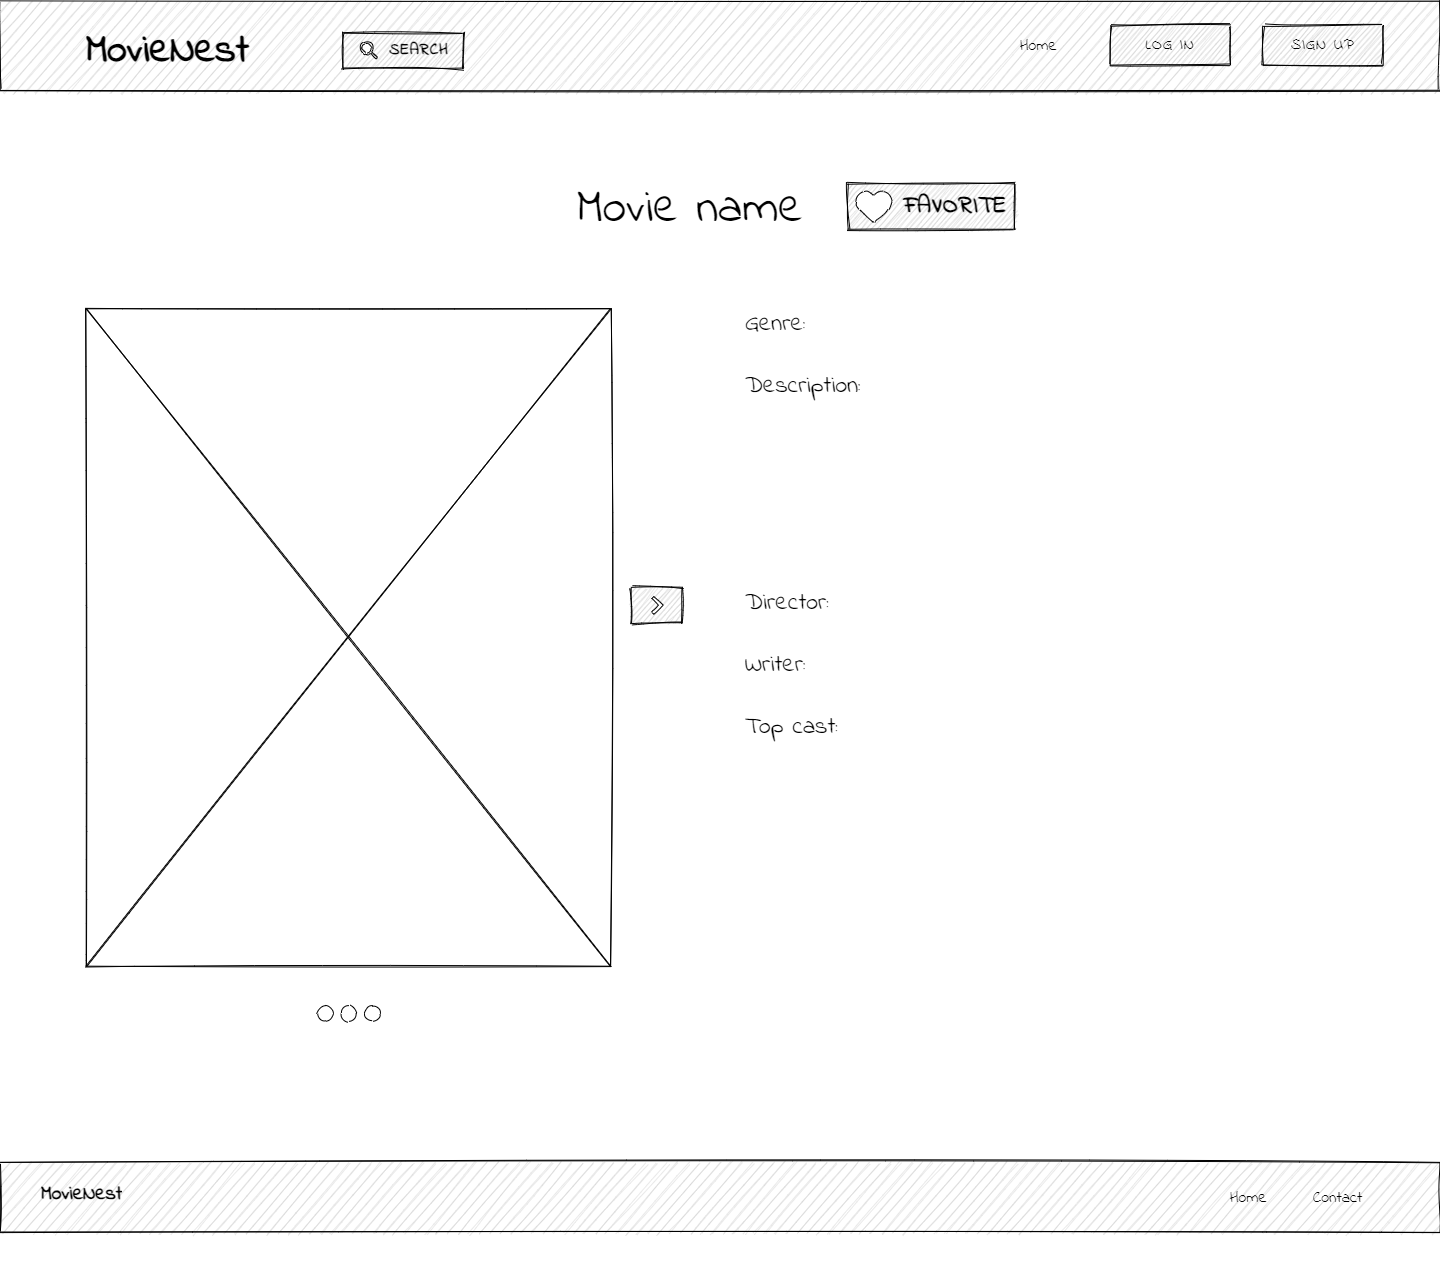 MovieNest
SEARCH
Home
LOG IN
SIGN UP
Movie name
FAVORITE
Genre:
Description:
Director:
Writer:
Top cast:
MovieNest
Home
Contact